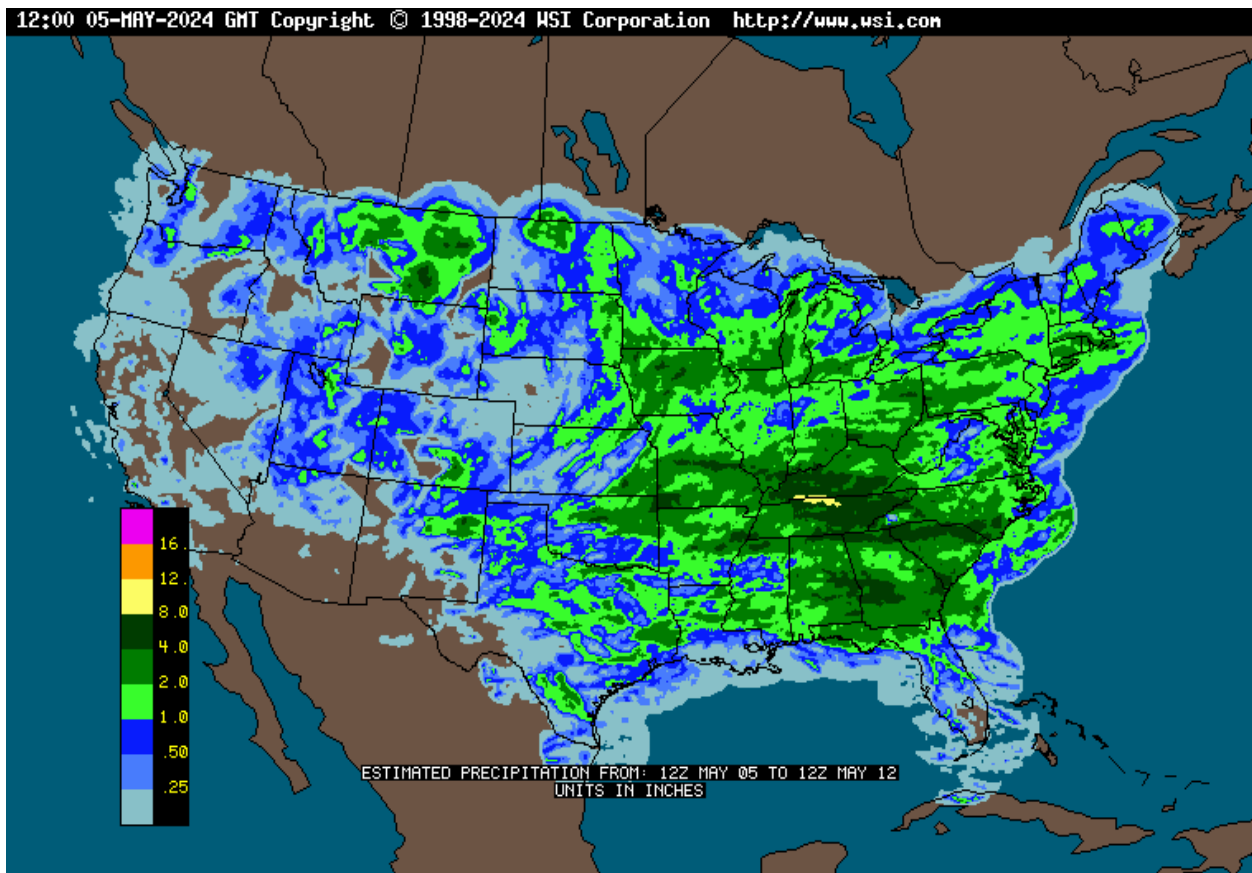 12:00 05-MAY-2024 GMT Copyright © 1998-2024 WSI Corporation http://www.wsi.com
16.
12.
8.0
4.0
2.0
1.0
.50
.25
ESTIMATED PRECIPITATION FROM: 12Z MAY 05 TO 12Z MAY 12
UNITS IN INCHES